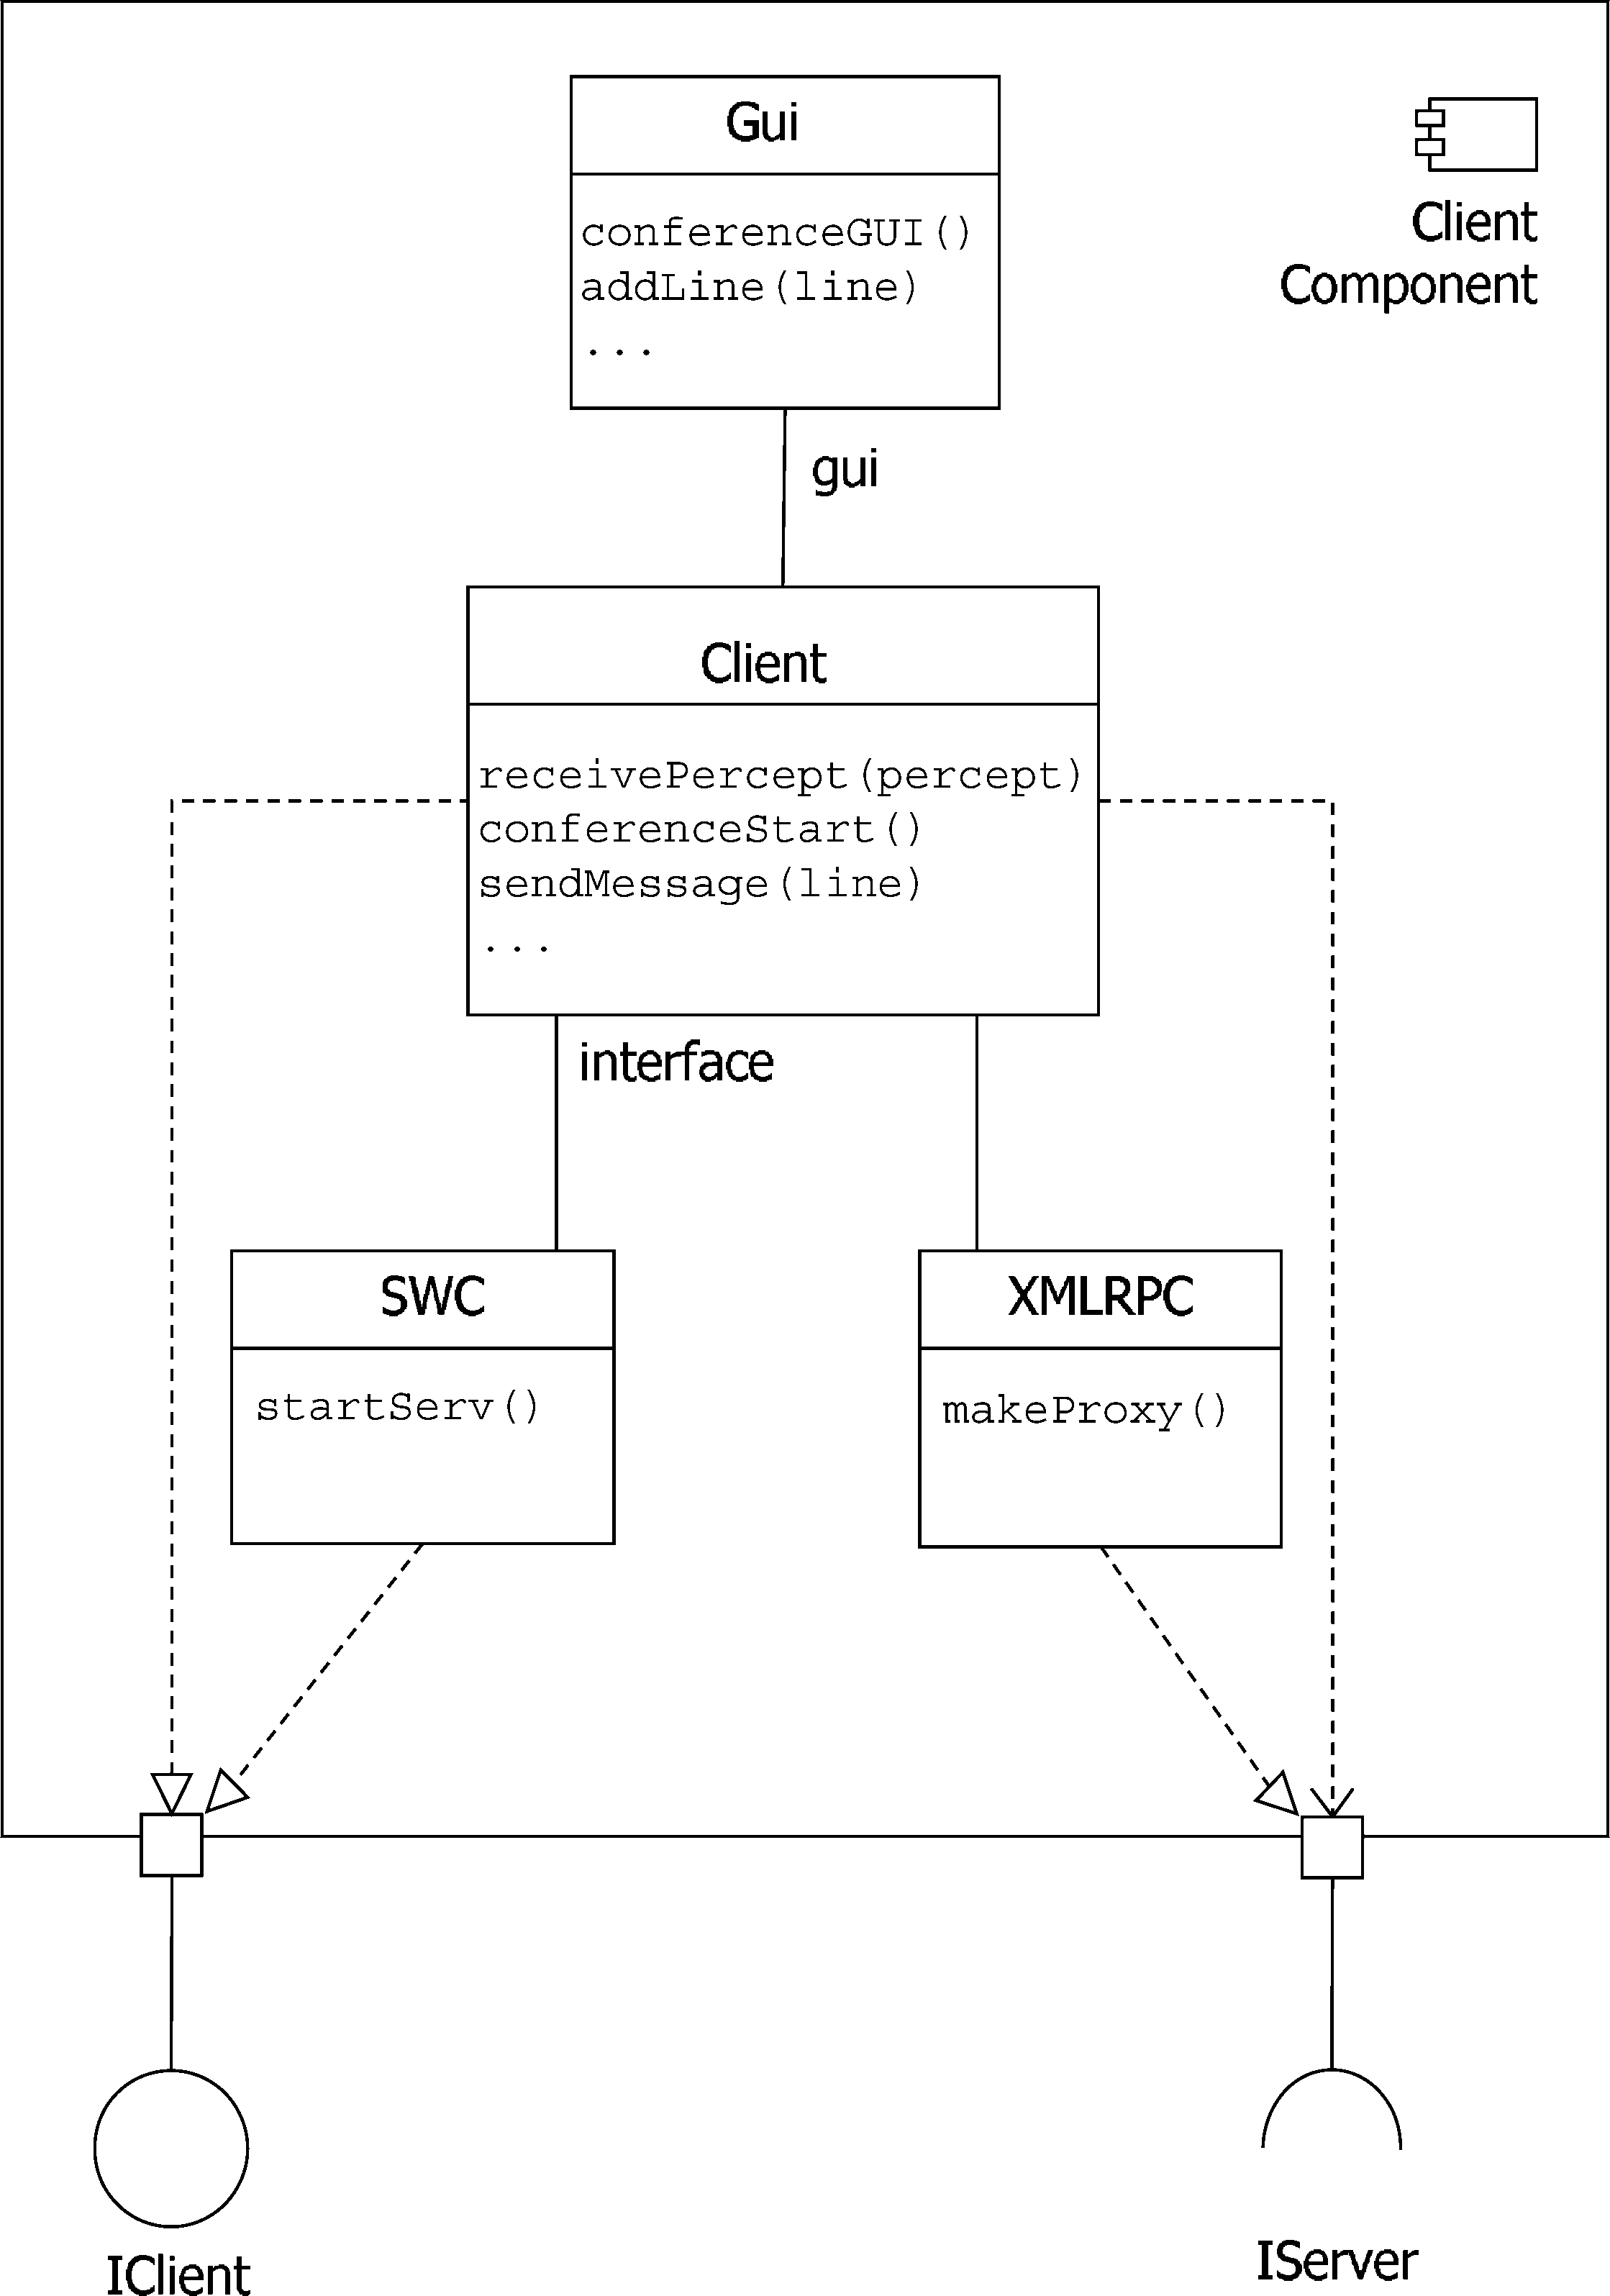 Gui
conferenceGUI()
addLine(line)
...
Client
Component
gui
Client
receivePercept(percept)
conferenceStart()
sendMessage(line)
...
interface
SWC
startServ()
XMLRPC
makeProxy()
IClient
IServer